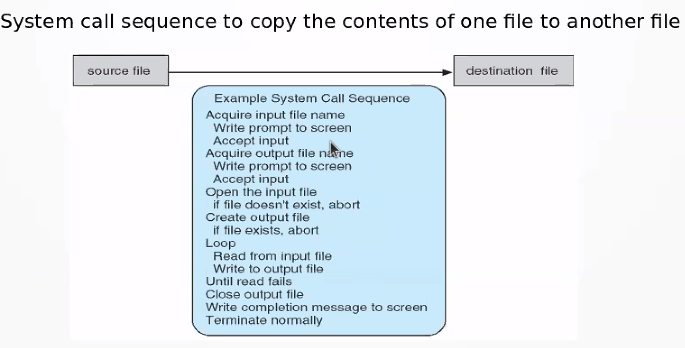 System call sequence to copy the contents of one file to another file
source file
destination file
Example System Call Sequence
Acquire input file name
Write prompt to screen
Accept input
Acquire output file name
Write prompt to screen
Accept input
Open the input file
if file doesn't exist, abort
Create output file
if file exists, abort
Loop
Read from input file
Write to output file
Until read fails
Close output file
Write completion message to screen
Terminate normally